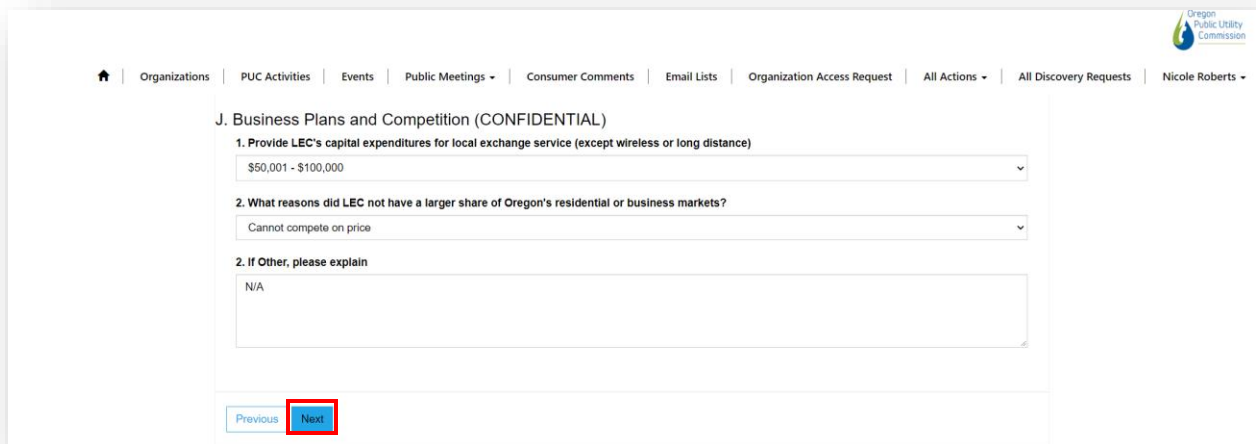 Oregon
Public Utility
Commission
Organizations PUC Activities Events Public Meetings Consumer Comments Email Lists Organization Access Request All Actions All Discovery Requests Nicole Roberts
J. Business Plans and Competition (CONFIDENTIAL)
1. Provide LEC's capital expenditures for local exchange service (except wireless or long distance)
$50,001 - $100,000
2. What reasons did LEC not have a larger share of Oregon's residential or business markets?
Cannot compete on price
2. If Other, please explain
N/A
Previous Next